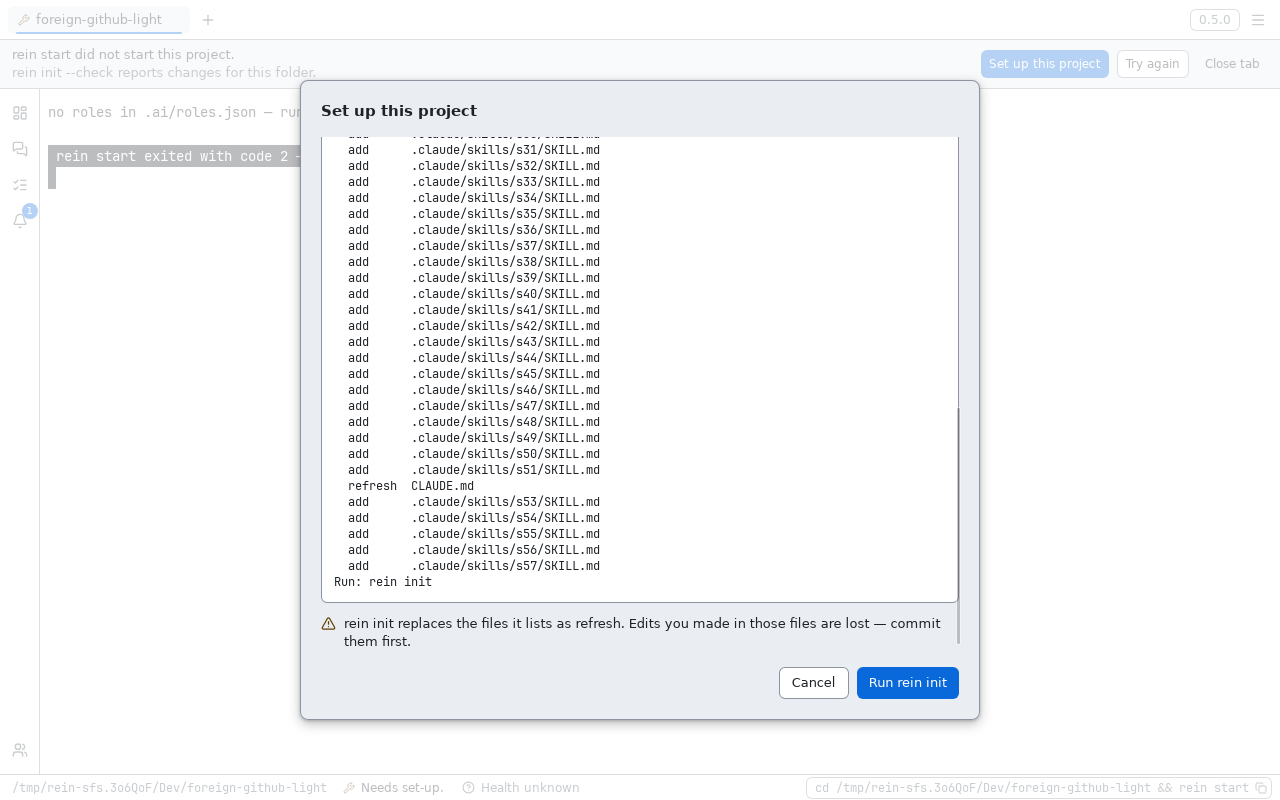 foreign-github-light
0.5.0
rein start did not start this project.
rein init --check reports changes for this folder.
Set up this project
Try again
Close tab
no roles in .ai/roles.json — run
rein start exited with code 2
1
Set up this project
add .claude/skills/s31/SKILL.md
add .claude/skills/s32/SKILL.md
add .claude/skills/s33/SKILL.md
add .claude/skills/s34/SKILL.md
add .claude/skills/s35/SKILL.md
add .claude/skills/s36/SKILL.md
add .claude/skills/s37/SKILL.md
add .claude/skills/s38/SKILL.md
add .claude/skills/s39/SKILL.md
add .claude/skills/s40/SKILL.md
add .claude/skills/s41/SKILL.md
add .claude/skills/s42/SKILL.md
add .claude/skills/s43/SKILL.md
add .claude/skills/s44/SKILL.md
add .claude/skills/s45/SKILL.md
add .claude/skills/s46/SKILL.md
add .claude/skills/s47/SKILL.md
add .claude/skills/s48/SKILL.md
add .claude/skills/s49/SKILL.md
add .claude/skills/s50/SKILL.md
add .claude/skills/s51/SKILL.md
refresh CLAUDE.md
add .claude/skills/s53/SKILL.md
add .claude/skills/s54/SKILL.md
add .claude/skills/s55/SKILL.md
add .claude/skills/s56/SKILL.md
add .claude/skills/s57/SKILL.md
Run: rein init
rein init replaces the files it lists as refresh. Edits you made in those files are lost — commit
them first.
Cancel
Run rein init
/tmp/rein-sfs.3o6QoF/Dev/foreign-github-light
Needs set-up.
Health unknown
cd /tmp/rein-sfs.3o6QoF/Dev/foreign-github-light && rein start